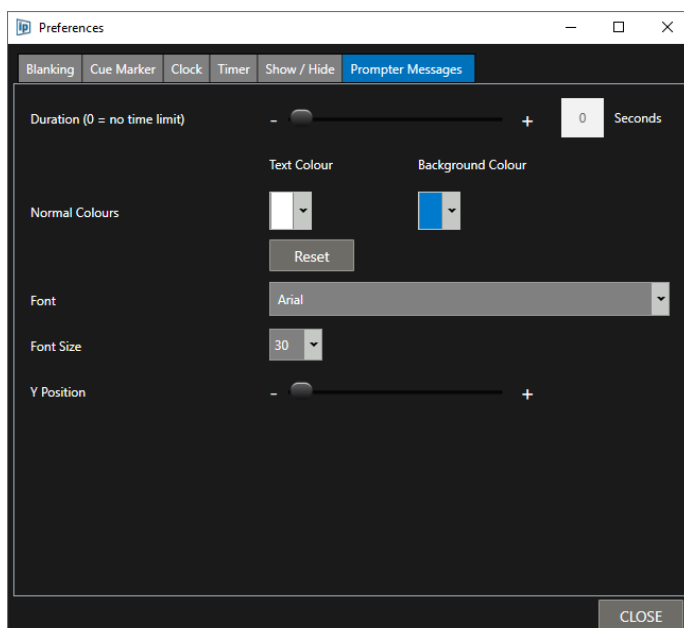 ip Preferences
Blanking Cue Marker Clock Timer Show / Hide Prompter Messages
Duration (0 = no time limit) - + 0 Seconds
Text Colour Background Colour
Normal Colours
Reset
Font Arial
Font Size 30
Y Position - +
CLOSE